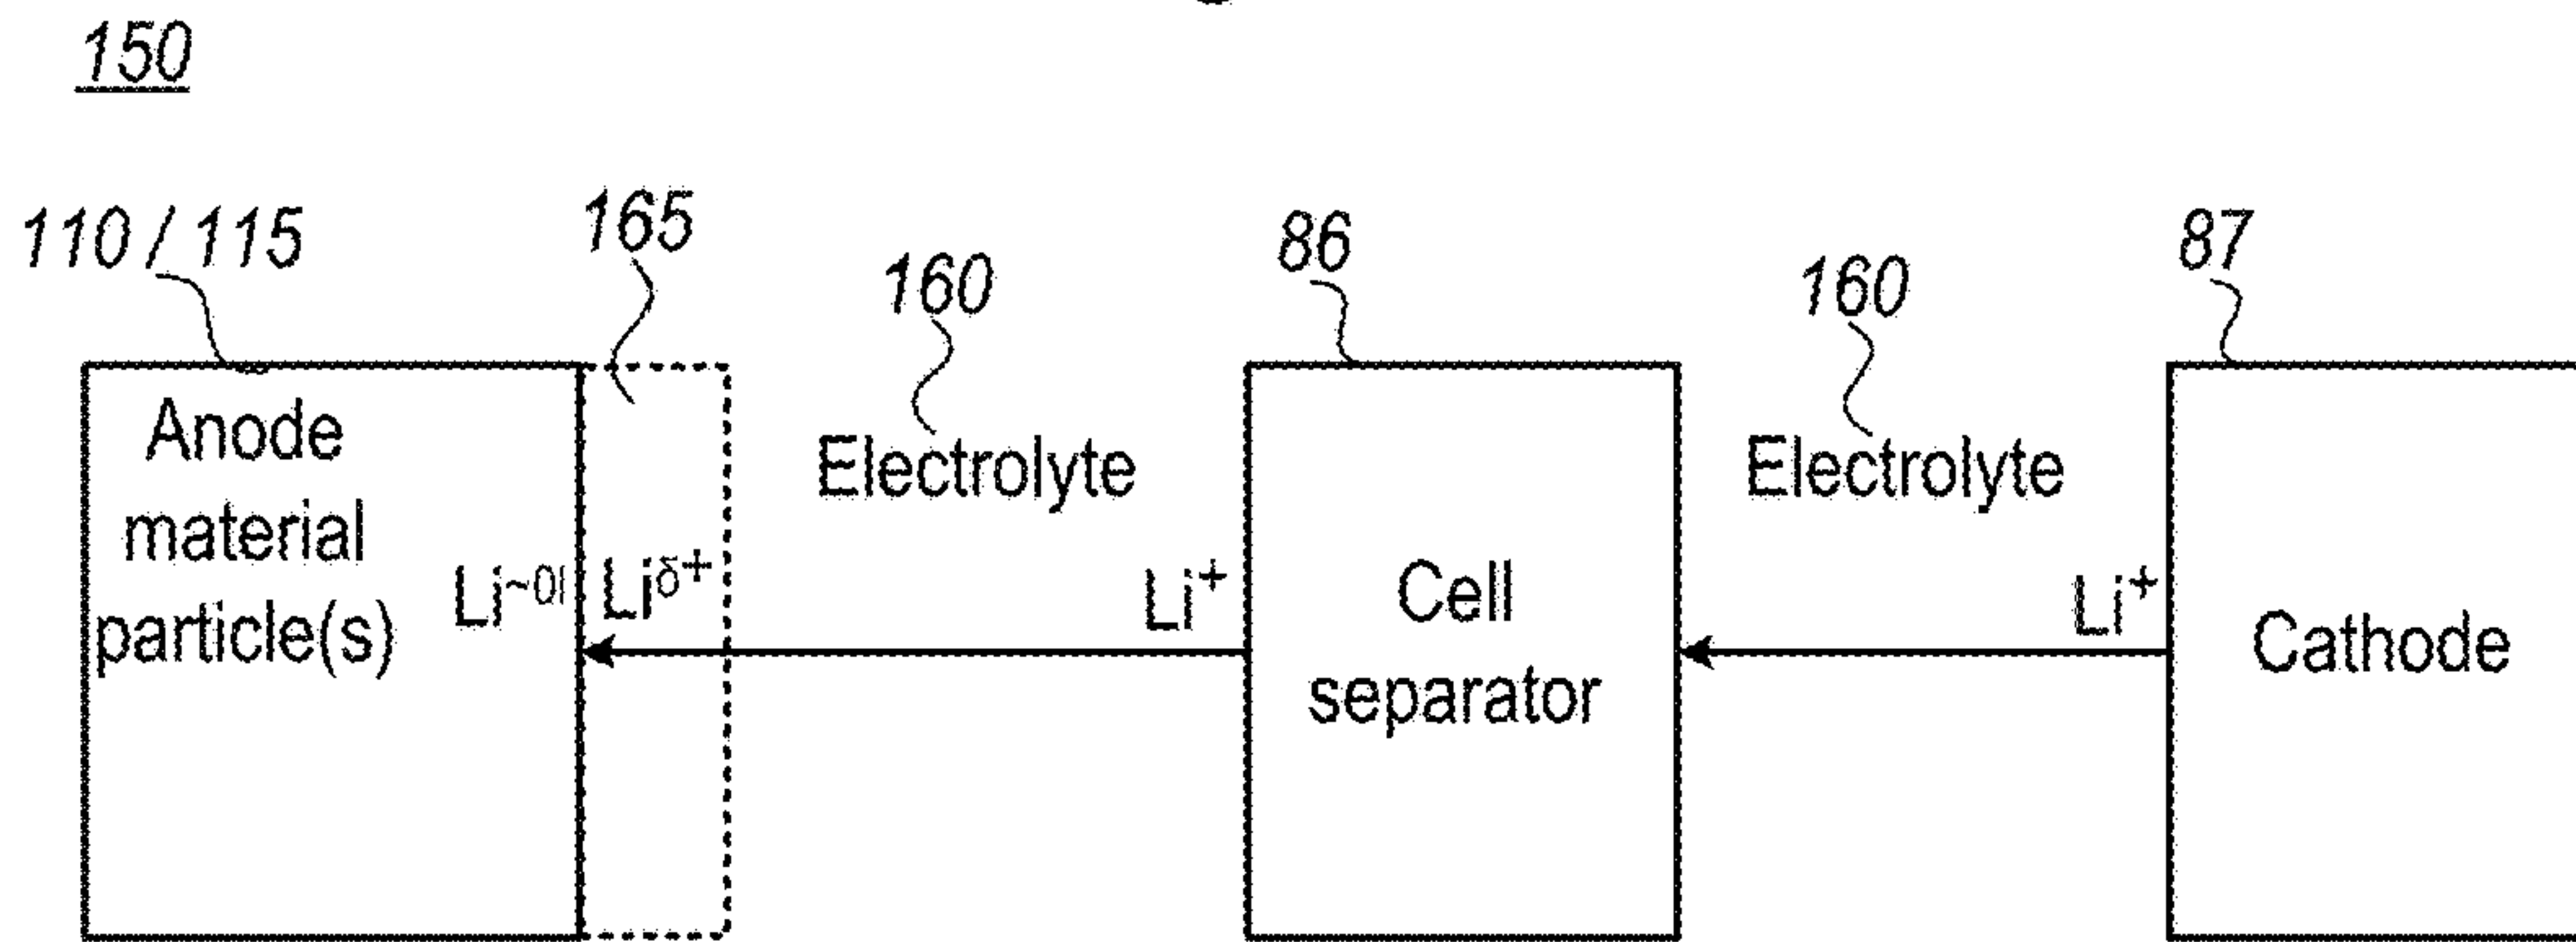 150
110 / 115
165
160
86
160
87
Anode
material
particle(s)
Li~0l
Liδ+
Electrolyte
Li+
Cell
separator
Electrolyte
Li+
Cathode